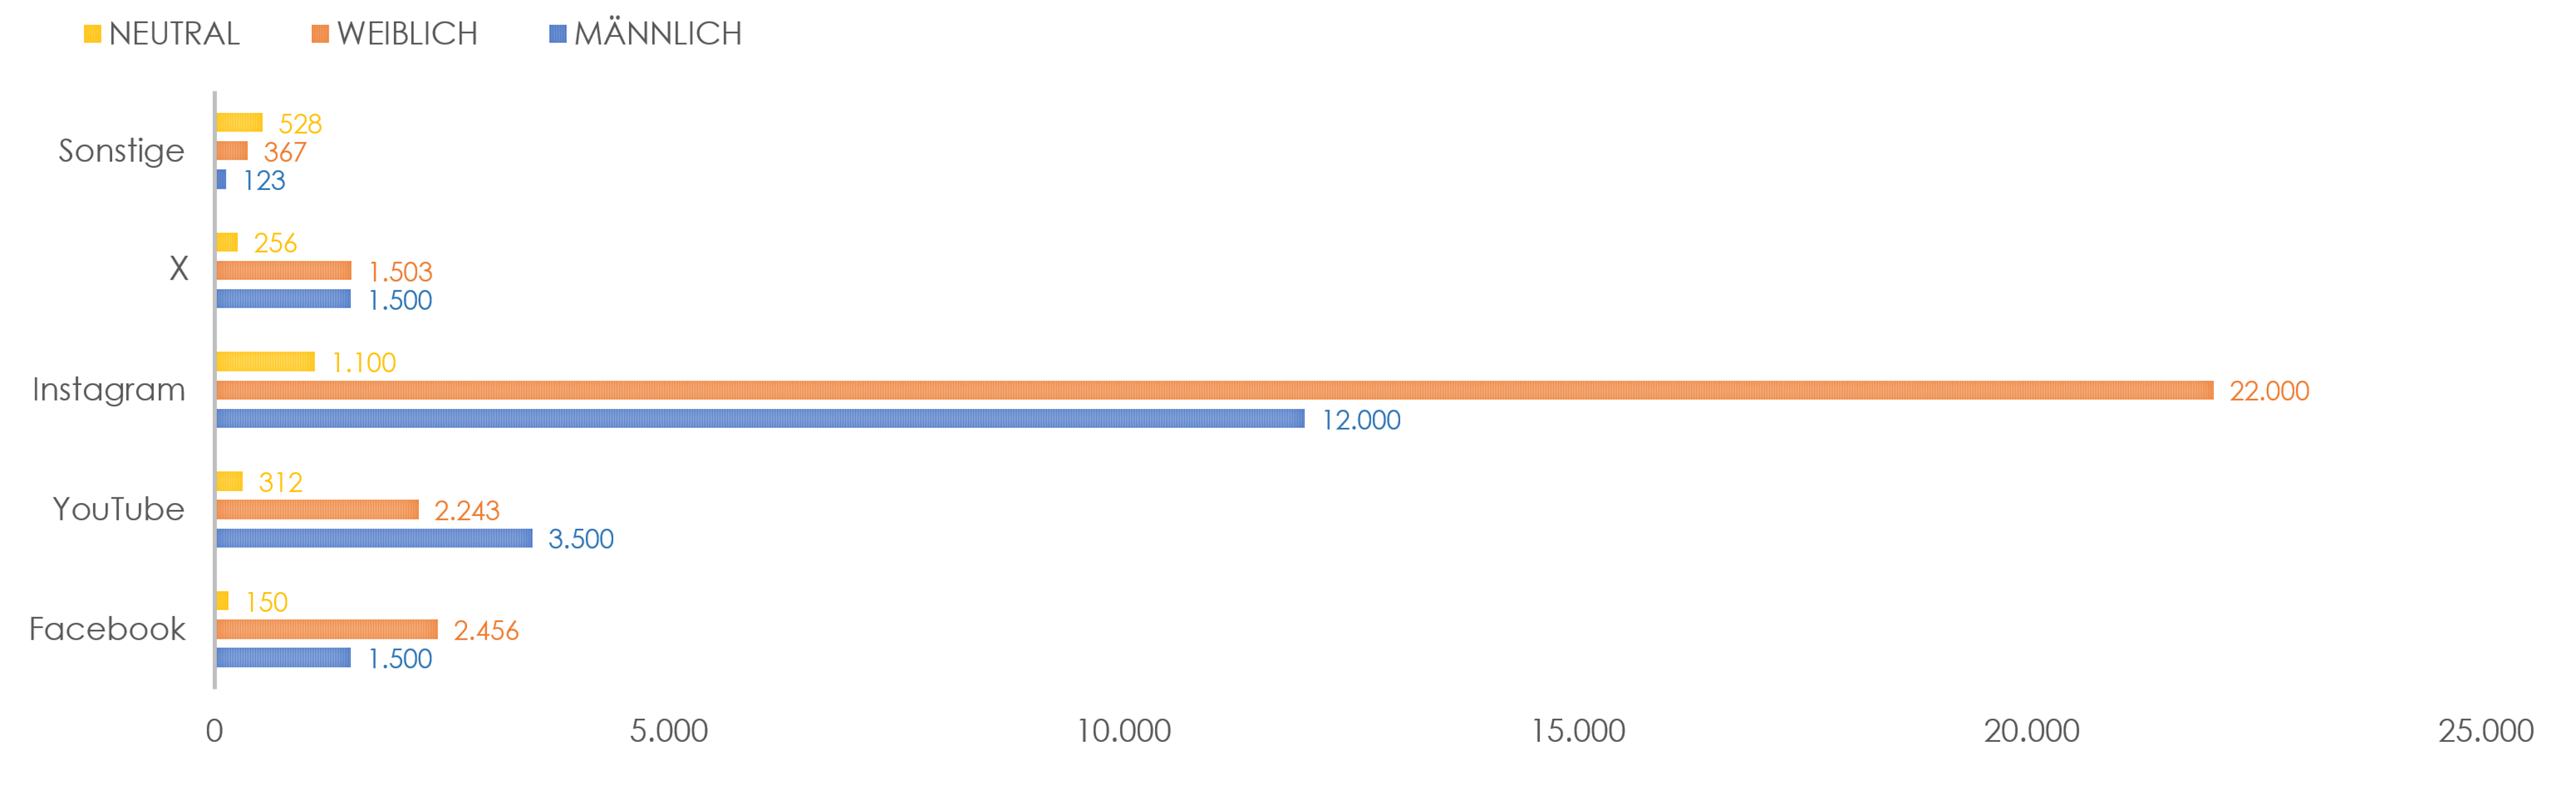 NEUTRAL WEIBLICH MÄNNLICH
528
Sonstige 367
123
256
X 1.503
1.500
1.100
Instagram 22.000
12.000
312
YouTube 2.243
3.500
150
Facebook 2.456
1.500
0 5.000 10.000 15.000 20.000 25.000